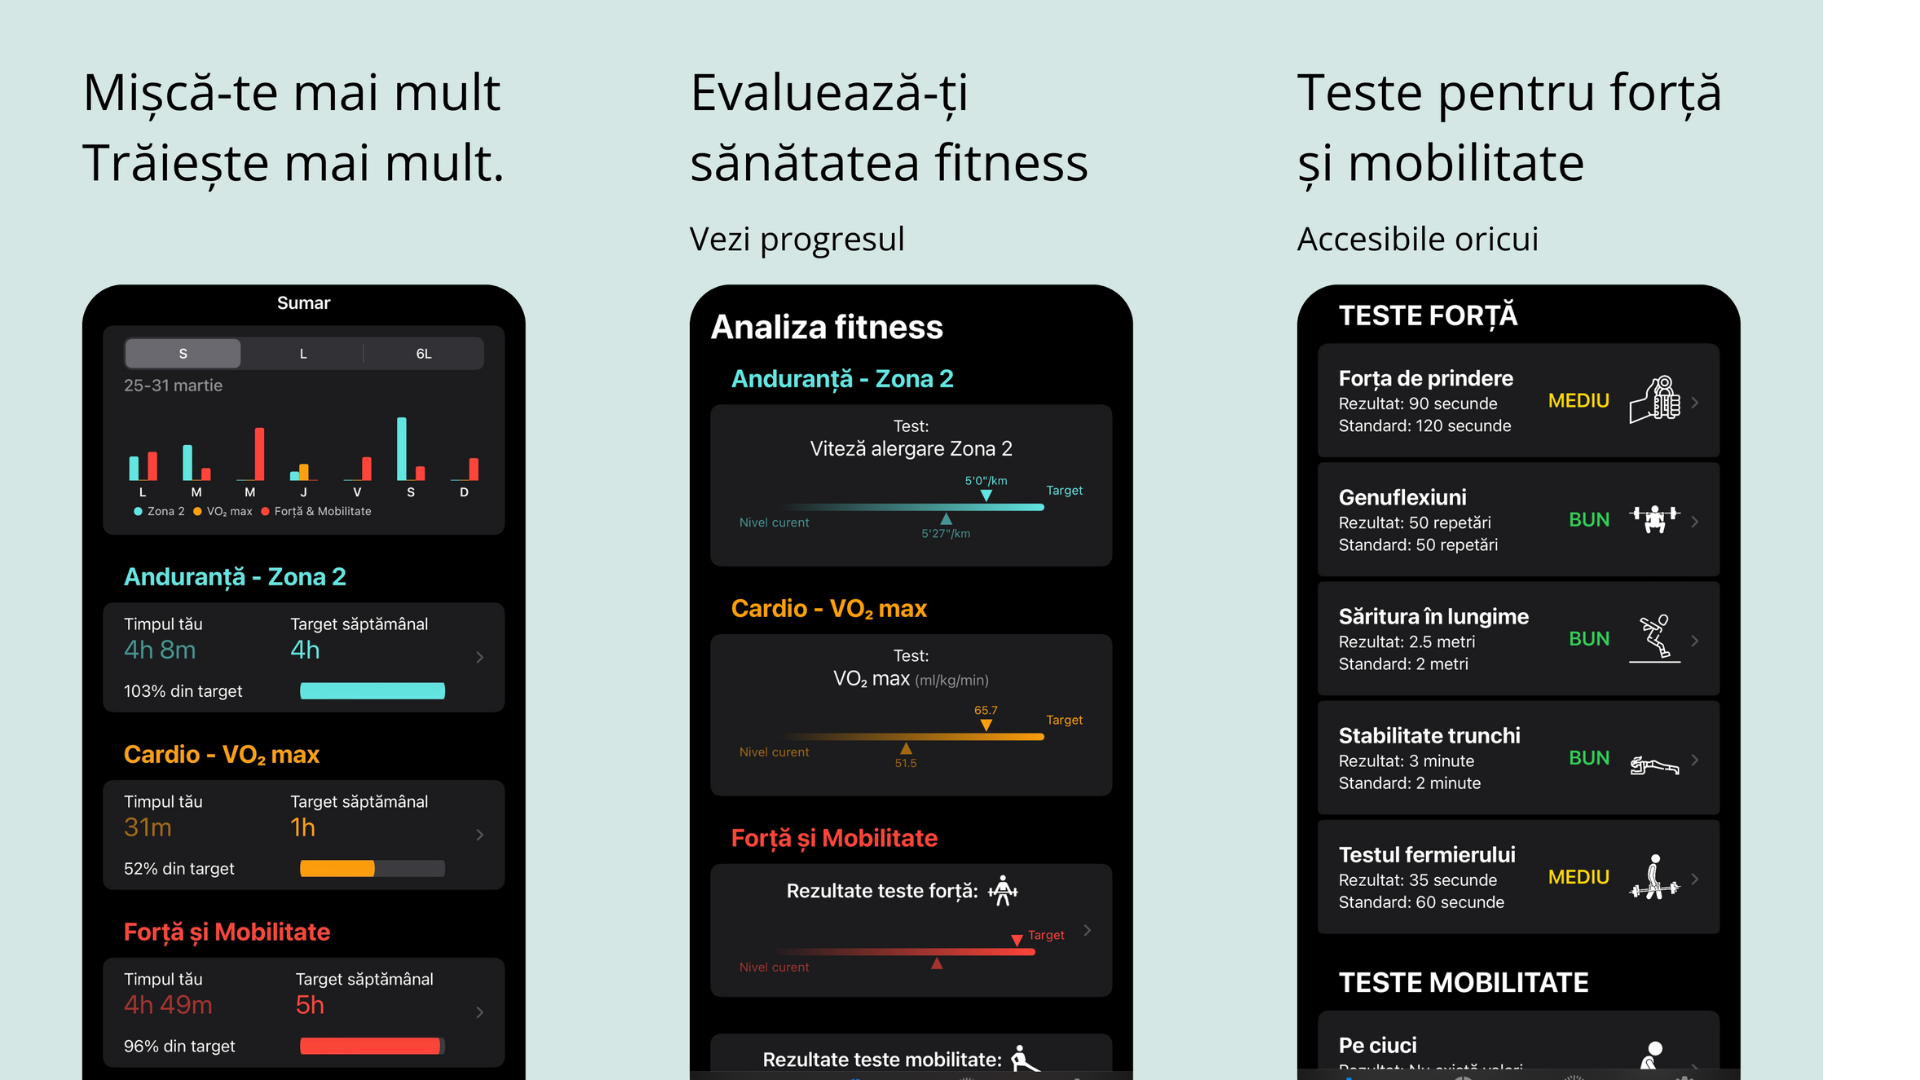 Mișcă-te mai mult
Trăiește mai mult.
Sumar
S L 6L
25-31 martie
L M M J V S D
Zona 2 VO₂ max Forță & Mobilitate
Anduranță - Zona 2
Timpul tău Target săptămânal
4h 8m 4h
103% din target
Cardio - VO₂ max
Timpul tău Target săptămânal
31m 1h
52% din target
Forță și Mobilitate
Timpul tău Target săptămânal
4h 49m 5h
96% din target
Evaluează-ți
sănătatea fitness
Vezi progresul
Analiza fitness
Anduranță - Zona 2
Test:
Viteză alergare Zona 2
5'0"/km
Target
Nivel curent
5'27"/km
Cardio - VO₂ max
Test:
VO₂ max (ml/kg/min)
65.7
Target
Nivel curent
51.5
Forță și Mobilitate
Rezultate teste forță:
Target
Nivel curent
Rezultate teste mobilitate:
Teste pentru forță
și mobilitate
Accesibile oricui
TESTE FORȚĂ
Forța de prindere
Rezultat: 90 secunde
MEDIU
Standard: 120 secunde
Genuflexiuni
Rezultat: 50 repetări
BUN
Standard: 50 repetări
Săritura în lungime
Rezultat: 2.5 metri
BUN
Standard: 2 metri
Stabilitate trunchi
Rezultat: 3 minute
BUN
Standard: 2 minute
Testul fermierului
Rezultat: 35 secunde
MEDIU
Standard: 60 secunde
TESTE MOBILITATE
Pe ciuci
Rezultat: Nu există valori